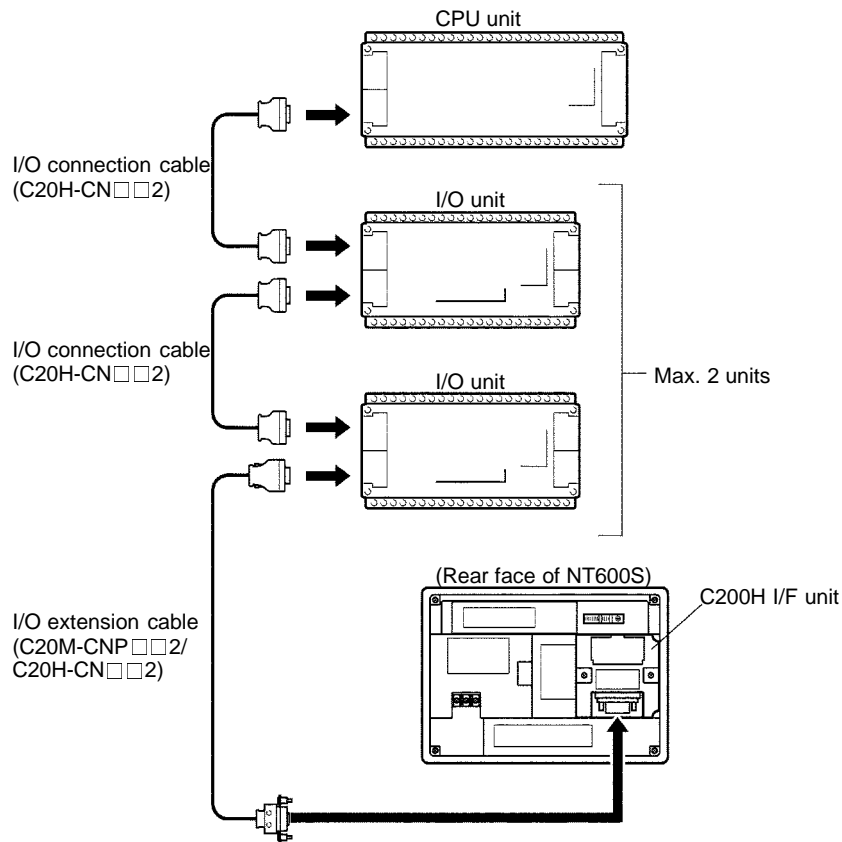 CPU unit
I/O connection cable
(C20H-CN□□2)
I/O unit
I/O connection cable
(C20H-CN□□2)
I/O unit
Max. 2 units
(Rear face of NT600S)
C200H I/F unit
I/O extension cable
(C20M-CNP□□2/
C20H-CN□□2)